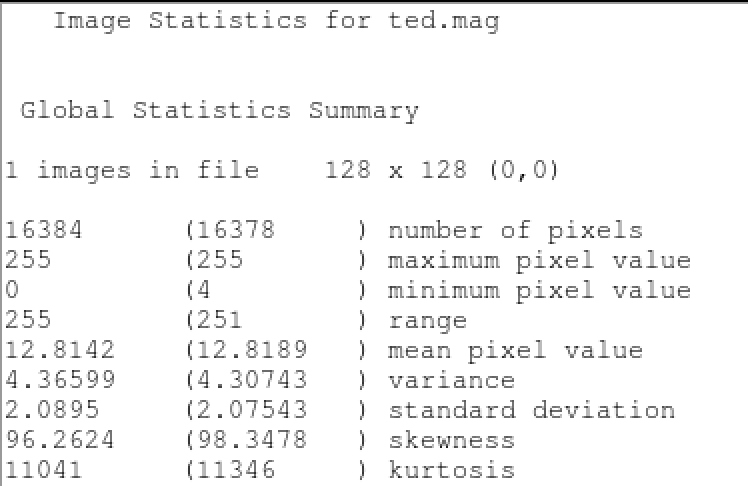 Image Statistics for ted.mag
Global Statistics Summary
1 images in file    128 x 128 (0,0)
16384     (16378     ) number of pixels
255       (255       ) maximum pixel value
0         (4         ) minimum pixel value
255       (251       ) range
12.8142   (12.8189   ) mean pixel value
4.36599   (4.30743   ) variance
2.0895    (2.07543   ) standard deviation
96.2624   (98.3478   ) skewness
11041     (11346     ) kurtosis